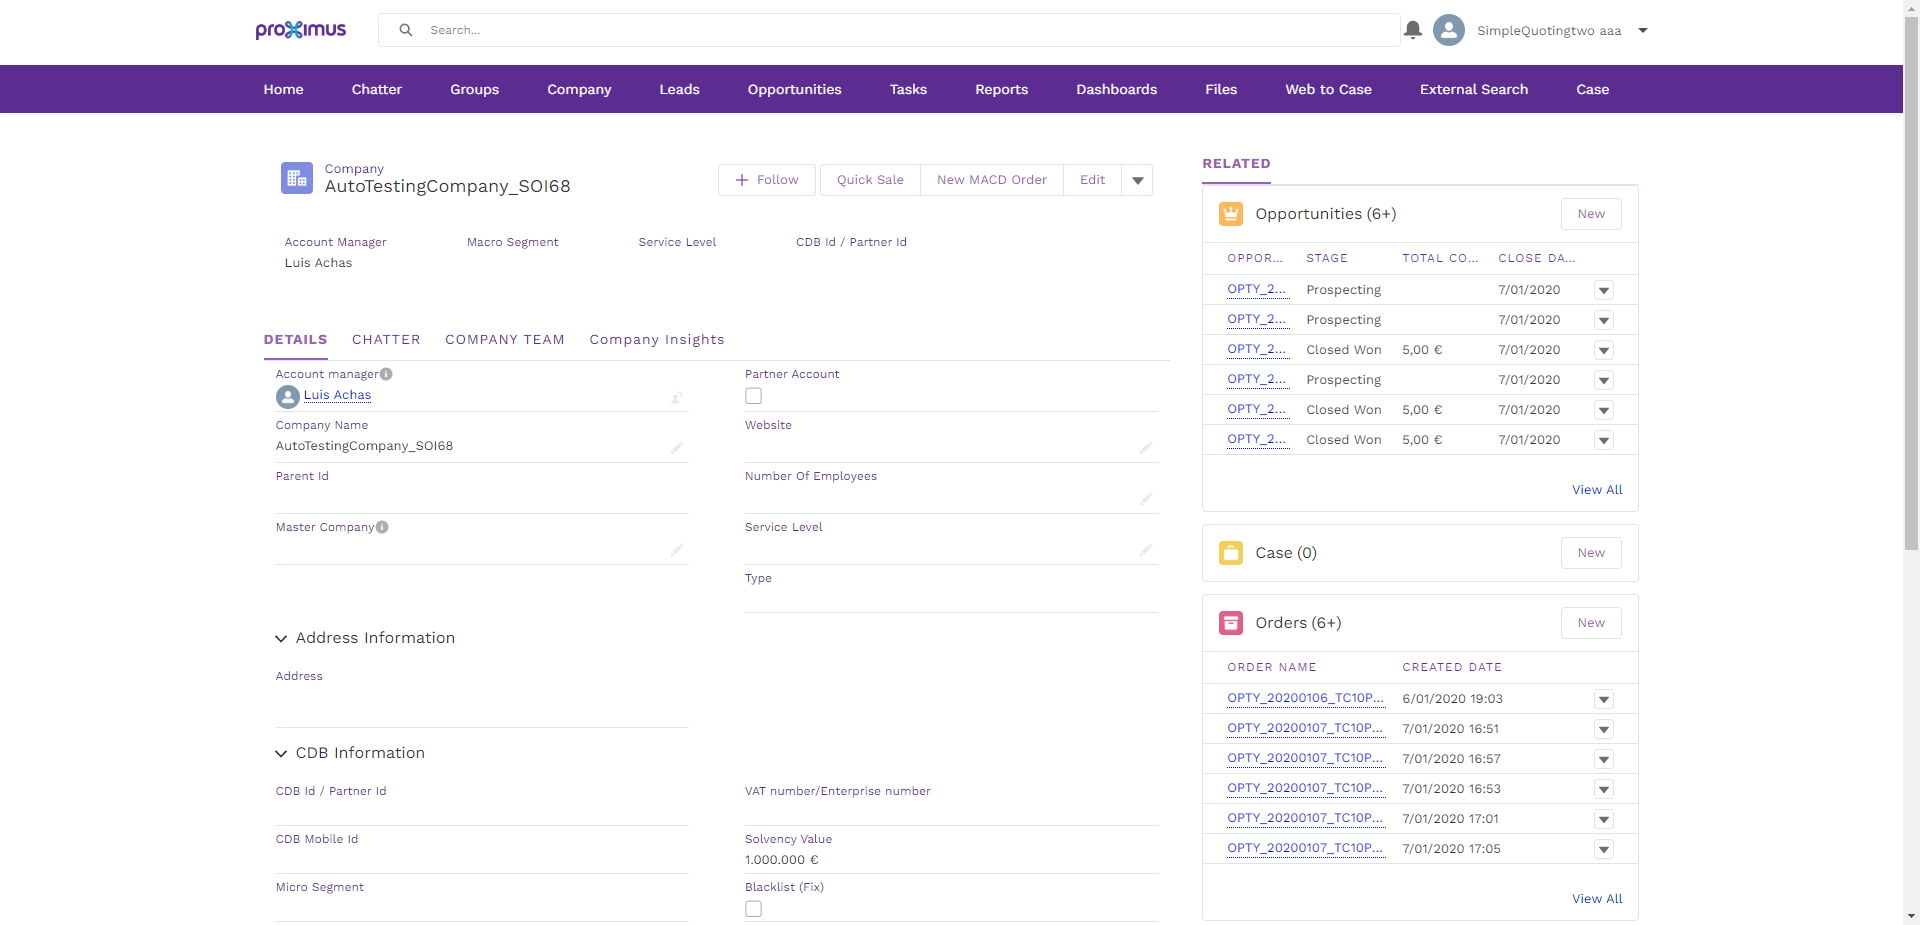 proximus
Search...
SimpleQuotingtwo aaa
Home Chatter Groups Company Leads Opportunities Tasks Reports Dashboards Files Web to Case External Search Case
Company
AutoTestingCompany_SOI68
Follow Quick Sale New MACD Order Edit
Account Manager Macro Segment Service Level CDB Id / Partner Id
Luis Achas
DETAILS CHATTER COMPANY TEAM Company Insights
Account manager Partner Account
Luis Achas
Company Name Website
AutoTestingCompany_SOI68
Parent Id Number Of Employees
Master Company Service Level
Type
Address Information
Address
CDB Information
CDB Id / Partner Id VAT number/Enterprise number
CDB Mobile Id Solvency Value
1.000.000 €
Micro Segment Blacklist (Fix)
RELATED
Opportunities (6+) New
OPPOR... STAGE TOTAL CO... CLOSE DA...
OPTY_2... Prospecting 7/01/2020
OPTY_2... Prospecting 7/01/2020
OPTY_2... Closed Won 5,00 € 7/01/2020
OPTY_2... Prospecting 7/01/2020
OPTY_2... Closed Won 5,00 € 7/01/2020
OPTY_2... Closed Won 5,00 € 7/01/2020
View All
Case (0) New
Orders (6+) New
ORDER NAME CREATED DATE
OPTY_20200106_TC10P... 6/01/2020 19:03
OPTY_20200107_TC10P... 7/01/2020 16:51
OPTY_20200107_TC10P... 7/01/2020 16:57
OPTY_20200107_TC10P... 7/01/2020 16:53
OPTY_20200107_TC10P... 7/01/2020 17:01
OPTY_20200107_TC10P... 7/01/2020 17:05
View All